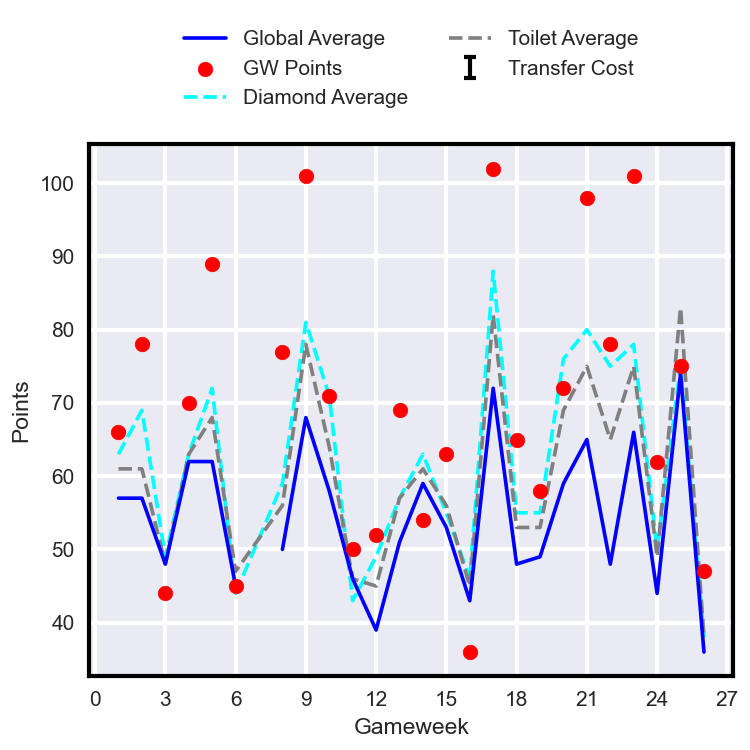 Global Average
GW Points
Diamond Average
Toilet Average
Transfer Cost
Points
100
90
80
70
60
50
40
0 3 6 9 12 15 18 21 24 27
Gameweek